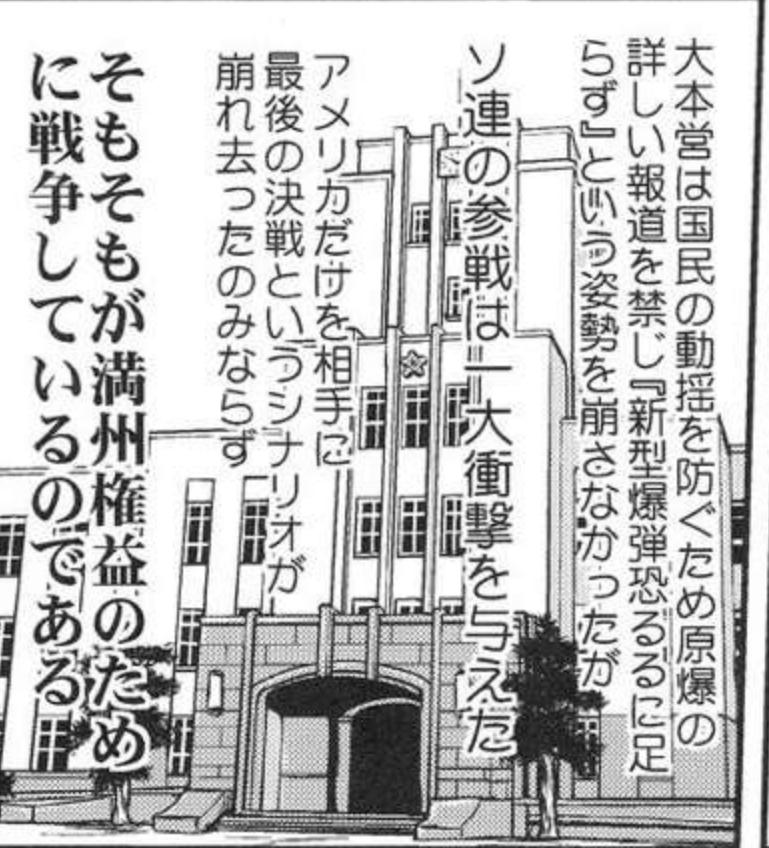 大本営は国民の動揺を防ぐため原爆の
詳しい報道を禁じ『新型爆弾恐るるに足
らず』という姿勢を崩さなかったが
ソ連の参戦は一大衝撃を与えた
アメリカだけを相手に
最後の決戦というシナリオが
崩れ去ったのみならず
そもそもが満州権益のため
に戦争しているのである